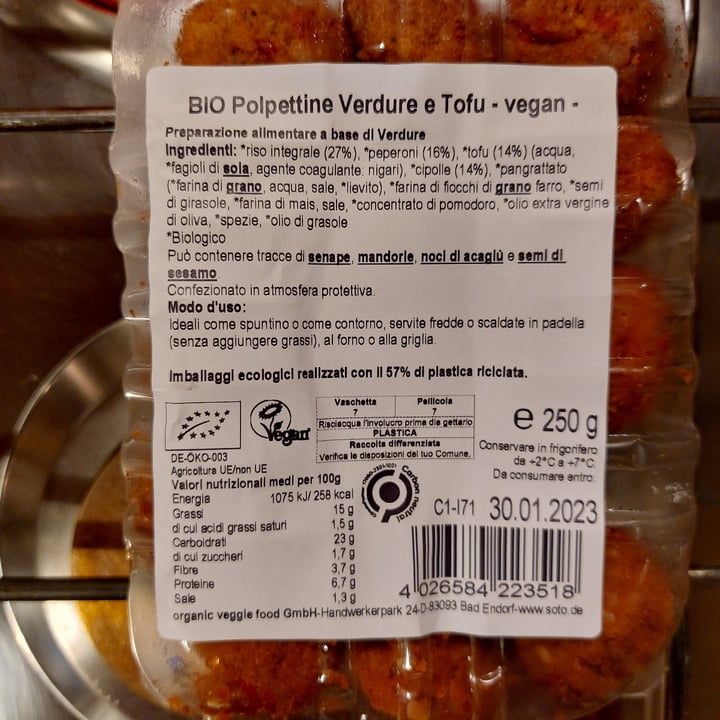 BIO Polpettine Verdure e Tofu - vegan -
Preparazione alimentare a base di Verdure
Ingredienti: *riso integrale (27%), *peperoni (16%), *tofu (14%) (acqua,
*fagioli di soia, agente coagulante: nigari), *cipolle (14%), *pangrattato
(*farina di grano, acqua, sale, *lievito), *farina di fiocchi di grano farro, *semi
di girasole, *farina di mais, sale, *concentrato di pomodoro, *olio extra vergine
di oliva, *spezie, *olio di grasole
*Biologico
Può contenere tracce di senape, mandorle, noci di acagiù e semi di
sesamo.
Confezionato in atmosfera protettiva.
Modo d'uso:
Ideali come spuntino o come contorno, servite fredde o scaldate in padella
(senza aggiungere grassi), al forno o alla griglia.
Imballaggi ecologici realizzati con il 57% di plastica riciclata.
Vaschetta Pellicola
7 7
Risciacqua l'involucro prima die gettarlo
PLASTICA
Raccolta differenziata
Verifica le disposizioni del tuo Comune.
Vegan
DE-ÖKO-003
Agricoltura UE/non UE
e 250 g
Conservare in frigorifero
da +2°C a +7°C.
Da consumare entro:
C1-I71 30.01.2023
Valori nutrizionali medi per 100g
Energia 1075 kJ/ 258 kcal
Grassi 15 g
di cui acidi grassi saturi 1,5 g
Carboidrati 23 g
di cui zuccheri 1,7 g
Fibre 3,7 g
Proteine 6,7 g
Sale 1,3 g
Carbon neutral
4 026584 223518
organic veggie food GmbH-Handwerkerpark 24-D-83093 Bad Endorf-www.soto.de